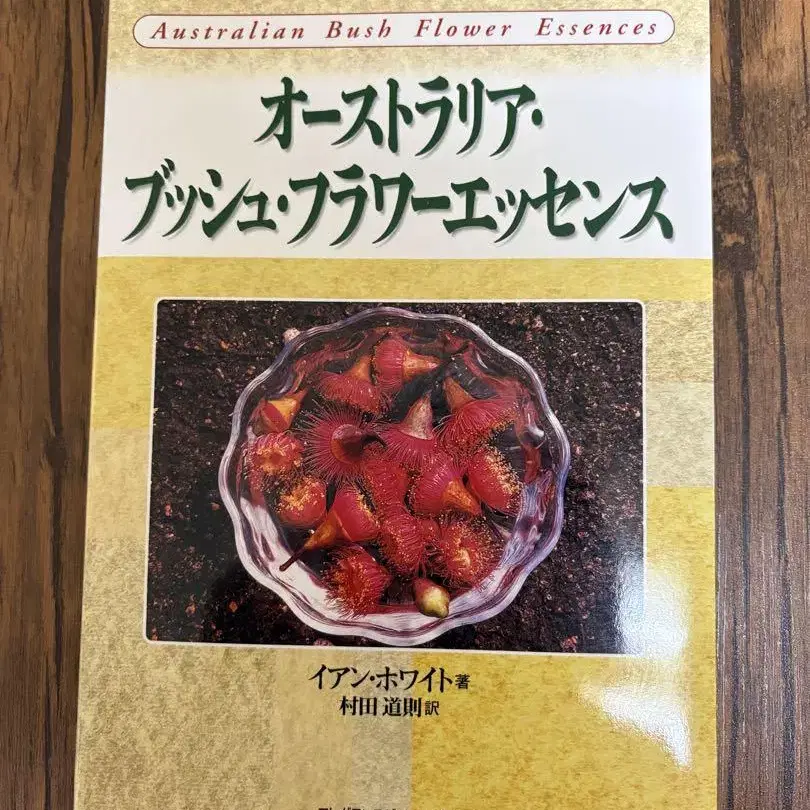 Australian Bush Flower Essences
オーストラリア・
ブッシュ・フラワーエッセンス
イアン・ホワイト著
村田 道則訳